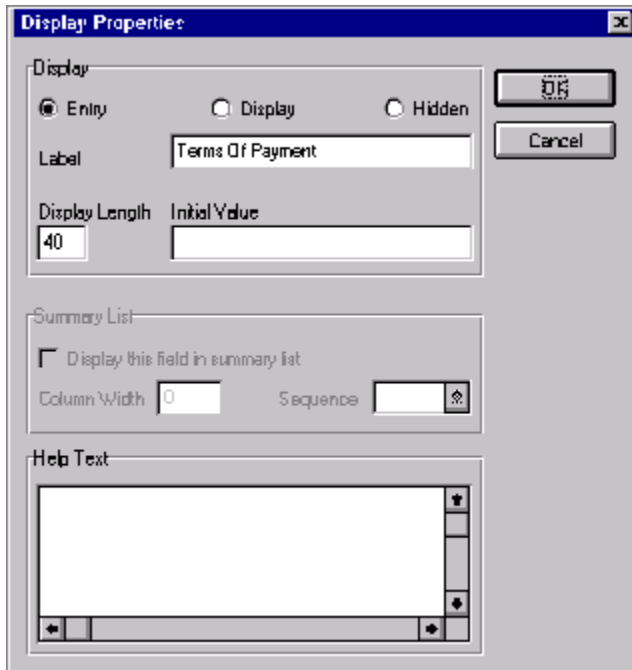 Display Properties
Display
Entry Display Hidden
OK
Label Terms Of Payment
Cancel
Display Length Initial Value
40
Summary List
Display this field in summary list
Column Width 0 Sequence
Help Text